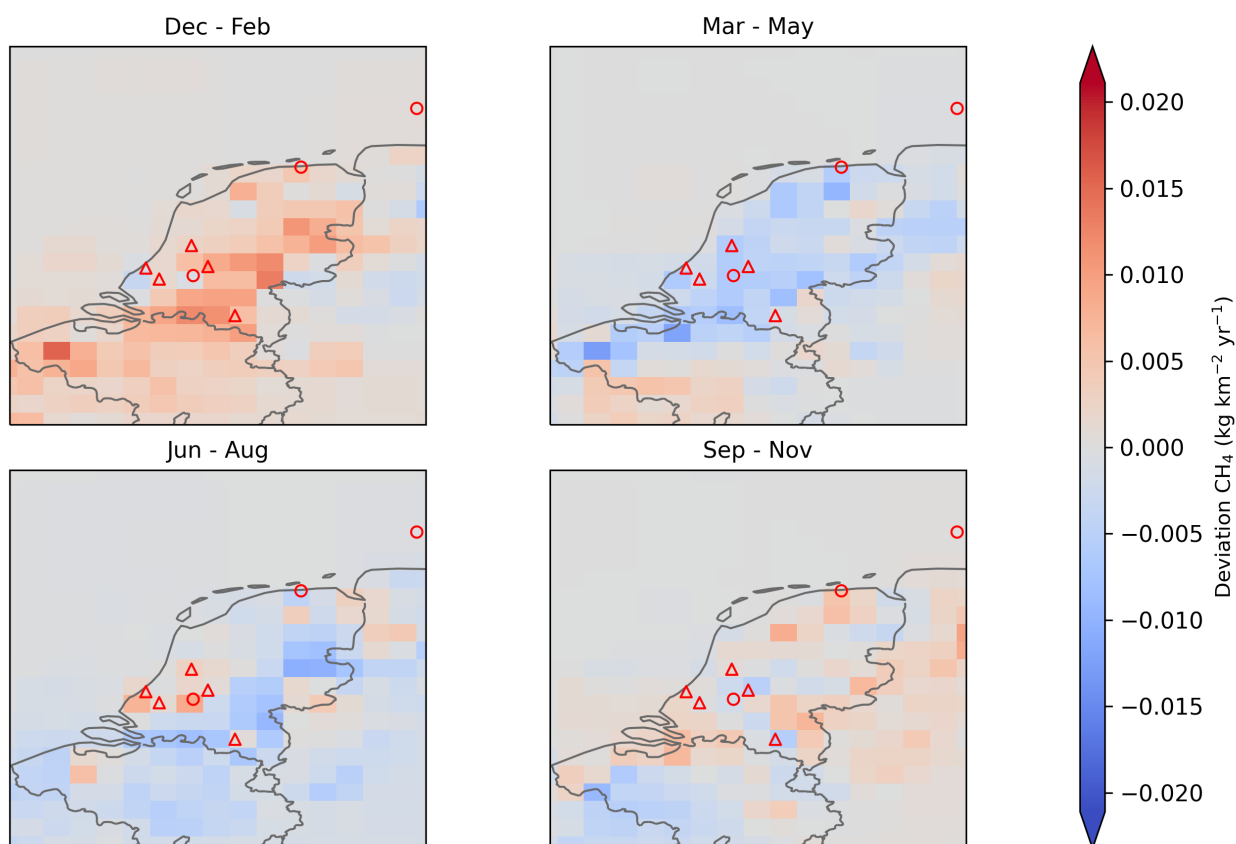 Dec - Feb
Mar - May
Jun - Aug
Sep - Nov
0.020
0.015
0.010
0.005
0.000
−0.005
−0.010
−0.015
−0.020
Deviation CH₄ (kg km⁻² yr⁻¹)